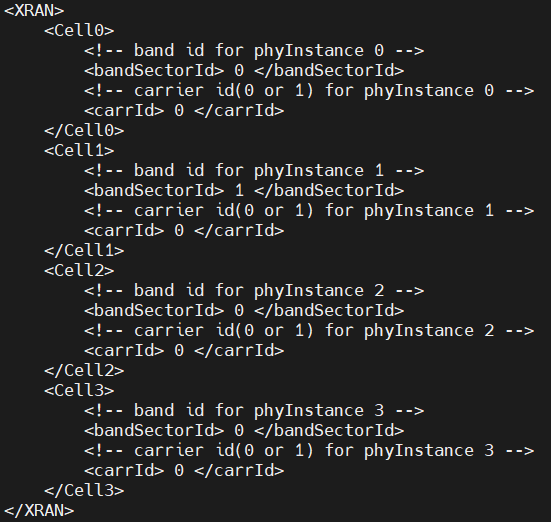 <XRAN>
    <Cell0>
        <!-- band id for phyInstance 0 -->
        <bandSectorId> 0 </bandSectorId>
        <!-- carrier id(0 or 1) for phyInstance 0 -->
        <carrId> 0 </carrId>
    </Cell0>
    <Cell1>
        <!-- band id for phyInstance 1 -->
        <bandSectorId> 1 </bandSectorId>
        <!-- carrier id(0 or 1) for phyInstance 1 -->
        <carrId> 0 </carrId>
    </Cell1>
    <Cell2>
        <!-- band id for phyInstance 2 -->
        <bandSectorId> 0 </bandSectorId>
        <!-- carrier id(0 or 1) for phyInstance 2 -->
        <carrId> 0 </carrId>
    </Cell2>
    <Cell3>
        <!-- band id for phyInstance 3 -->
        <bandSectorId> 0 </bandSectorId>
        <!-- carrier id(0 or 1) for phyInstance 3 -->
        <carrId> 0 </carrId>
    </Cell3>
</XRAN>